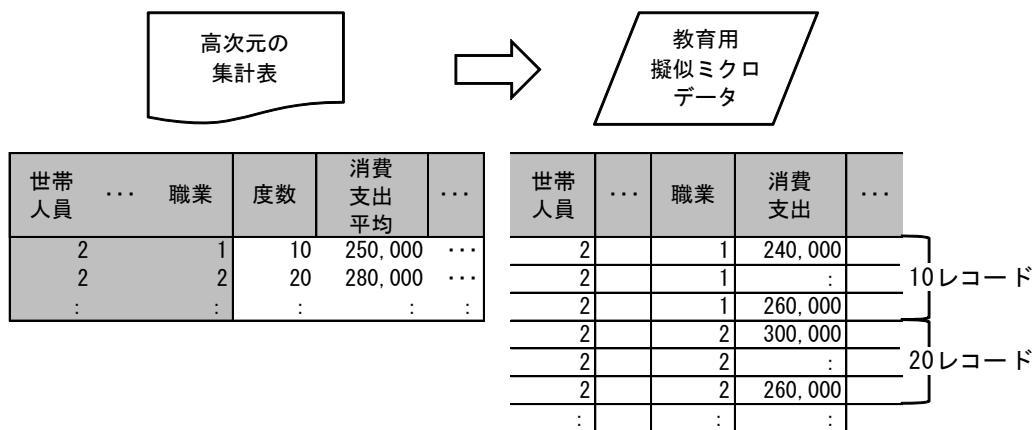 高次元の
集計表
教育用
擬似ミクロ
データ
世帯
人員 ・・・ 職業 度数 消費
支出
平均 ・・・
2 1 10 250,000 ・・・
2 2 20 280,000 ・・・
: : : : :
世帯
人員 ・・・ 職業 消費
支出 ・・・
2 1 240,000
2 1 :
2 1 260,000
2 2 300,000
2 2 :
2 2 260,000
: : :
10レコード
20レコード